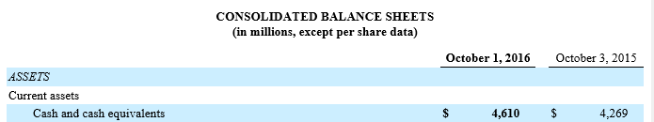 CONSOLIDATED BALANCE SHEETS
(in millions, except per share data)
October 1, 2016 October 3, 2015
ASSETS
Current assets
Cash and cash equivalents $ 4,610 $ 4,269